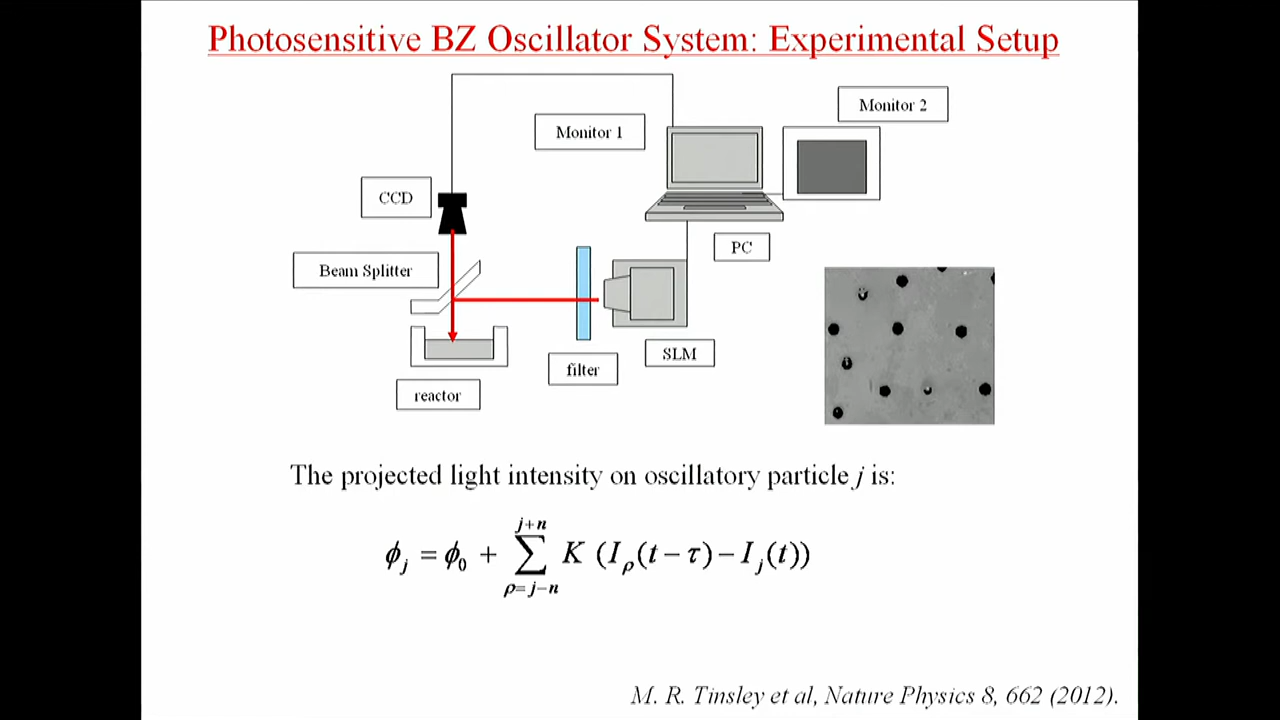 Photosensitive BZ Oscillator System: Experimental Setup
Monitor 2
Monitor 1
CCD
PC
Beam Splitter
SLM
filter
reactor
The projected light intensity on oscillatory particle j is:
ϕ_j = ϕ_0 + ∑_{ρ=j−n}^{j+n} K (I_ρ(t−τ)−I_j(t))
M. R. Tinsley et al, Nature Physics 8, 662 (2012).